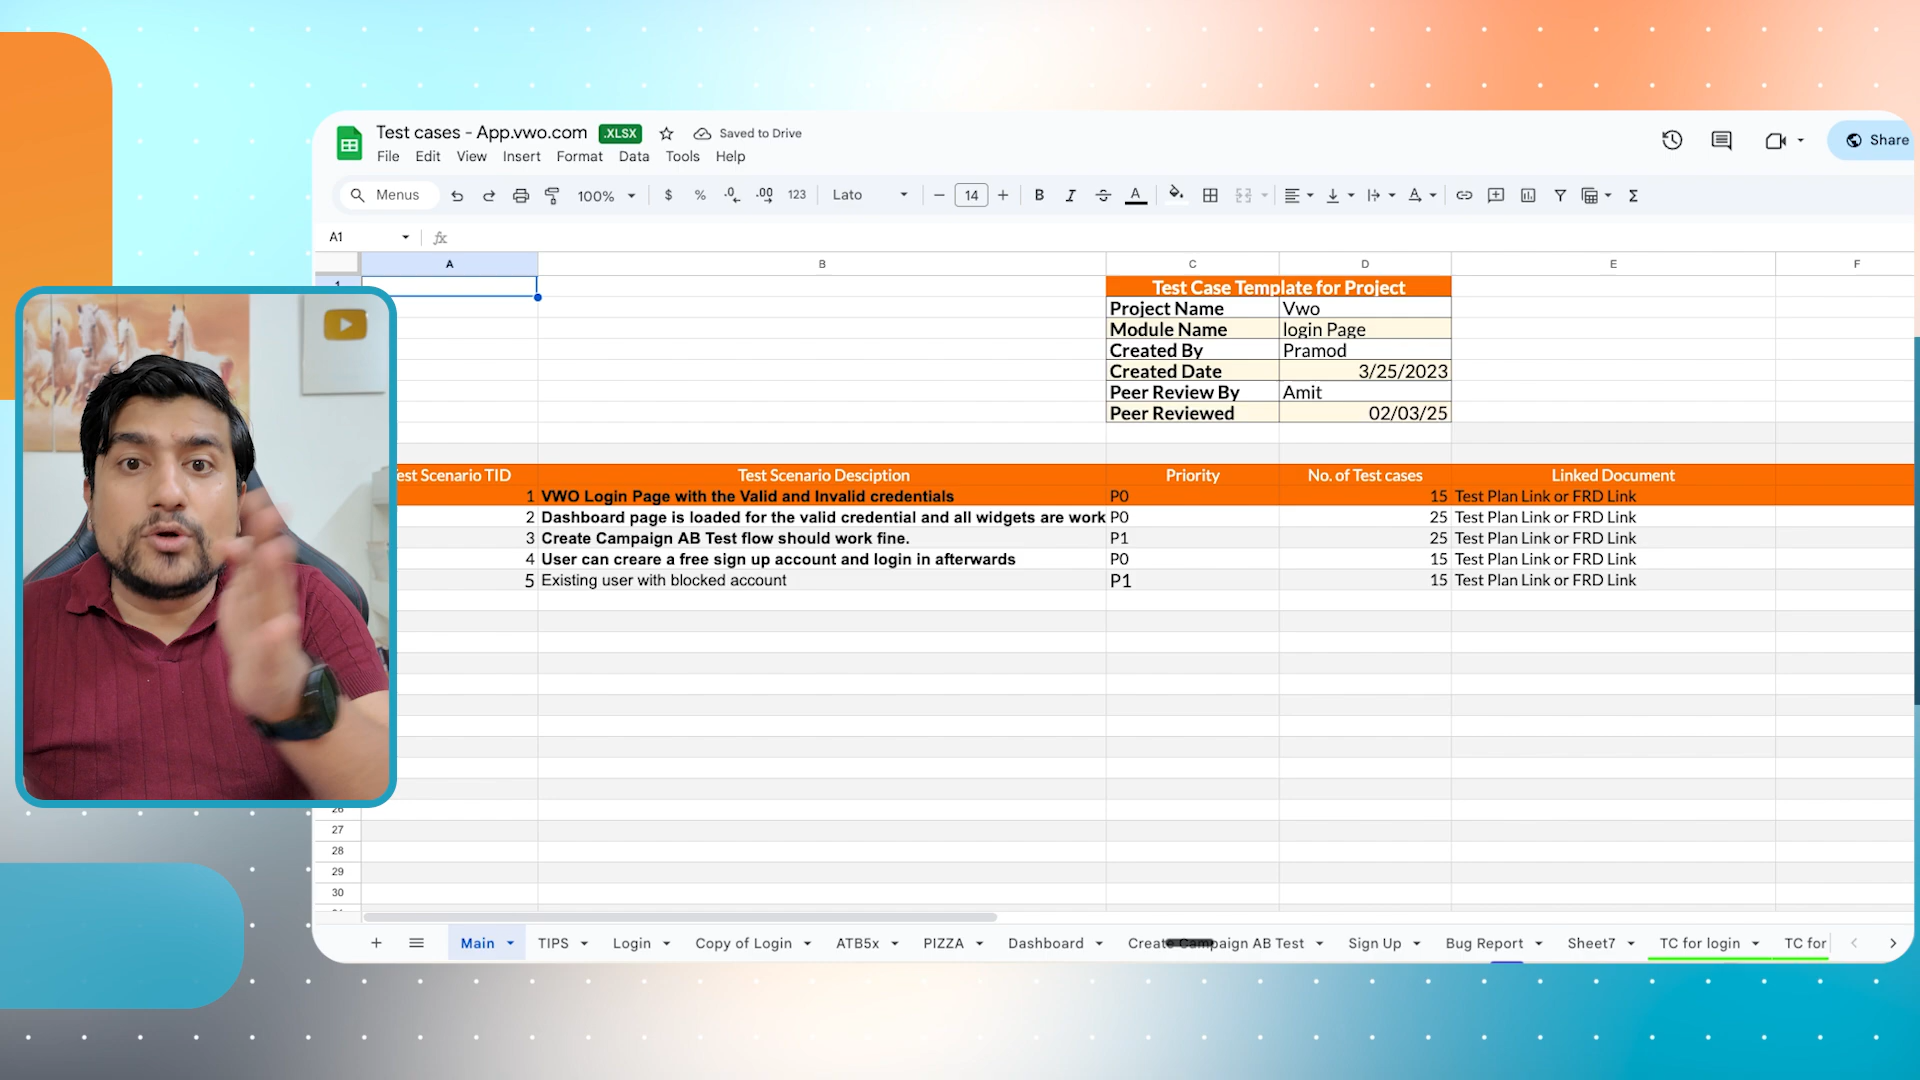 Test cases - App.vwo.com .XLSX Saved to Drive
File Edit View Insert Format Data Tools Help
Share
Menus 100% $ % .0 .00 123 Lato 14 B I A Σ
A1 fx
A B C D E F
1
Test Case Template for Project
Project Name Vwo
Module Name login Page
Created By Pramod
Created Date 3/25/2023
Peer Review By Amit
Peer Reviewed 02/03/25
est Scenario TID Test Scenario Desciption Priority No. of Test cases Linked Document
1 VWO Login Page with the Valid and Invalid credentials P0 15 Test Plan Link or FRD Link
2 Dashboard page is loaded for the valid credential and all widgets are work P0 25 Test Plan Link or FRD Link
3 Create Campaign AB Test flow should work fine. P1 25 Test Plan Link or FRD Link
4 User can creare a free sign up account and login in afterwards P0 15 Test Plan Link or FRD Link
5 Existing user with blocked account P1 15 Test Plan Link or FRD Link
26
27
28
29
30
Main TIPS Login Copy of Login ATB5x PIZZA Dashboard Create Campaign AB Test Sign Up Bug Report Sheet7 TC for login TC for